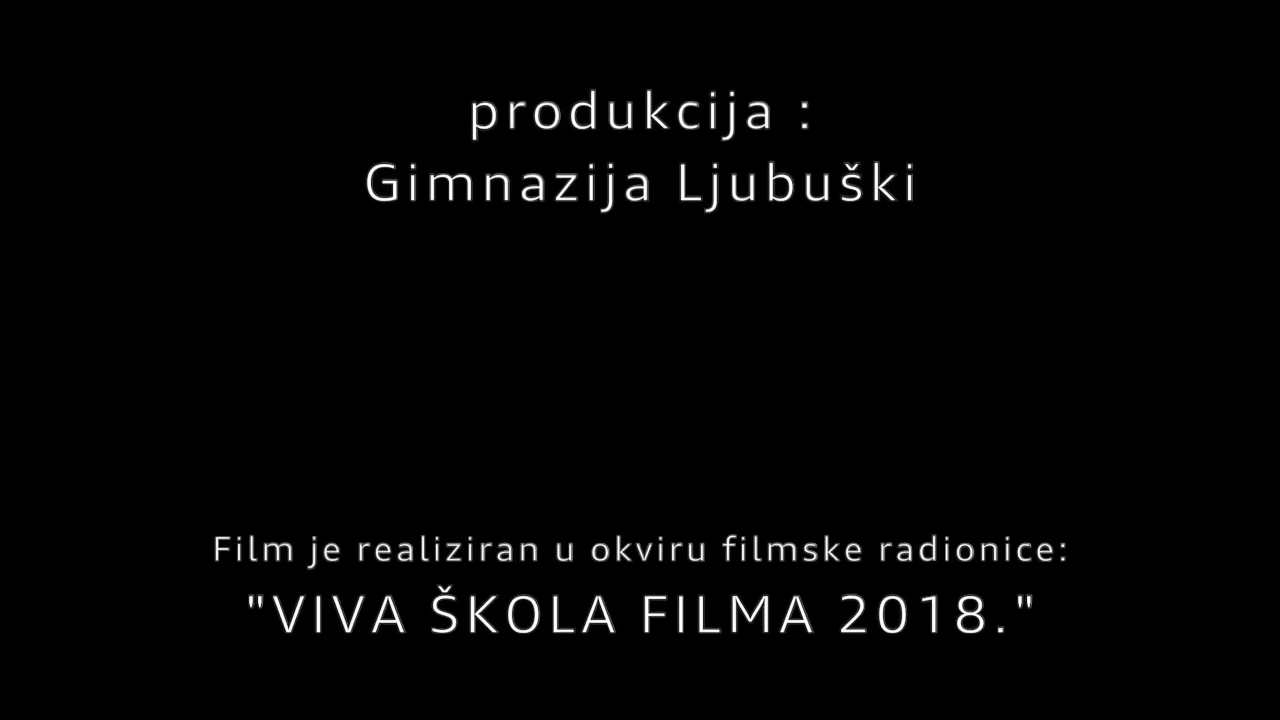 produkcija :
Gimnazija Ljubuški
Film je realiziran u okviru filmske radionice:
"VIVA ŠKOLA FILMA 2018."